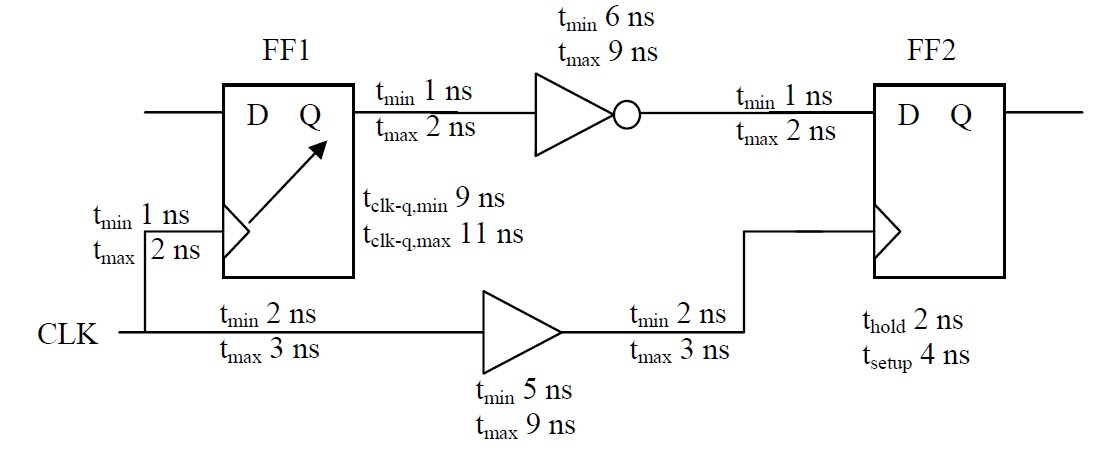 FF1
t_min 6 ns
t_max 9 ns
FF2
D Q
t_min 1 ns
t_max 2 ns
t_min 1 ns
t_max 2 ns
D Q
t_min 1 ns
t_max 2 ns
t_clk-q,min 9 ns
t_clk-q,max 11 ns
CLK
t_min 2 ns
t_max 3 ns
t_min 5 ns
t_max 9 ns
t_min 2 ns
t_max 3 ns
t_hold 2 ns
t_setup 4 ns